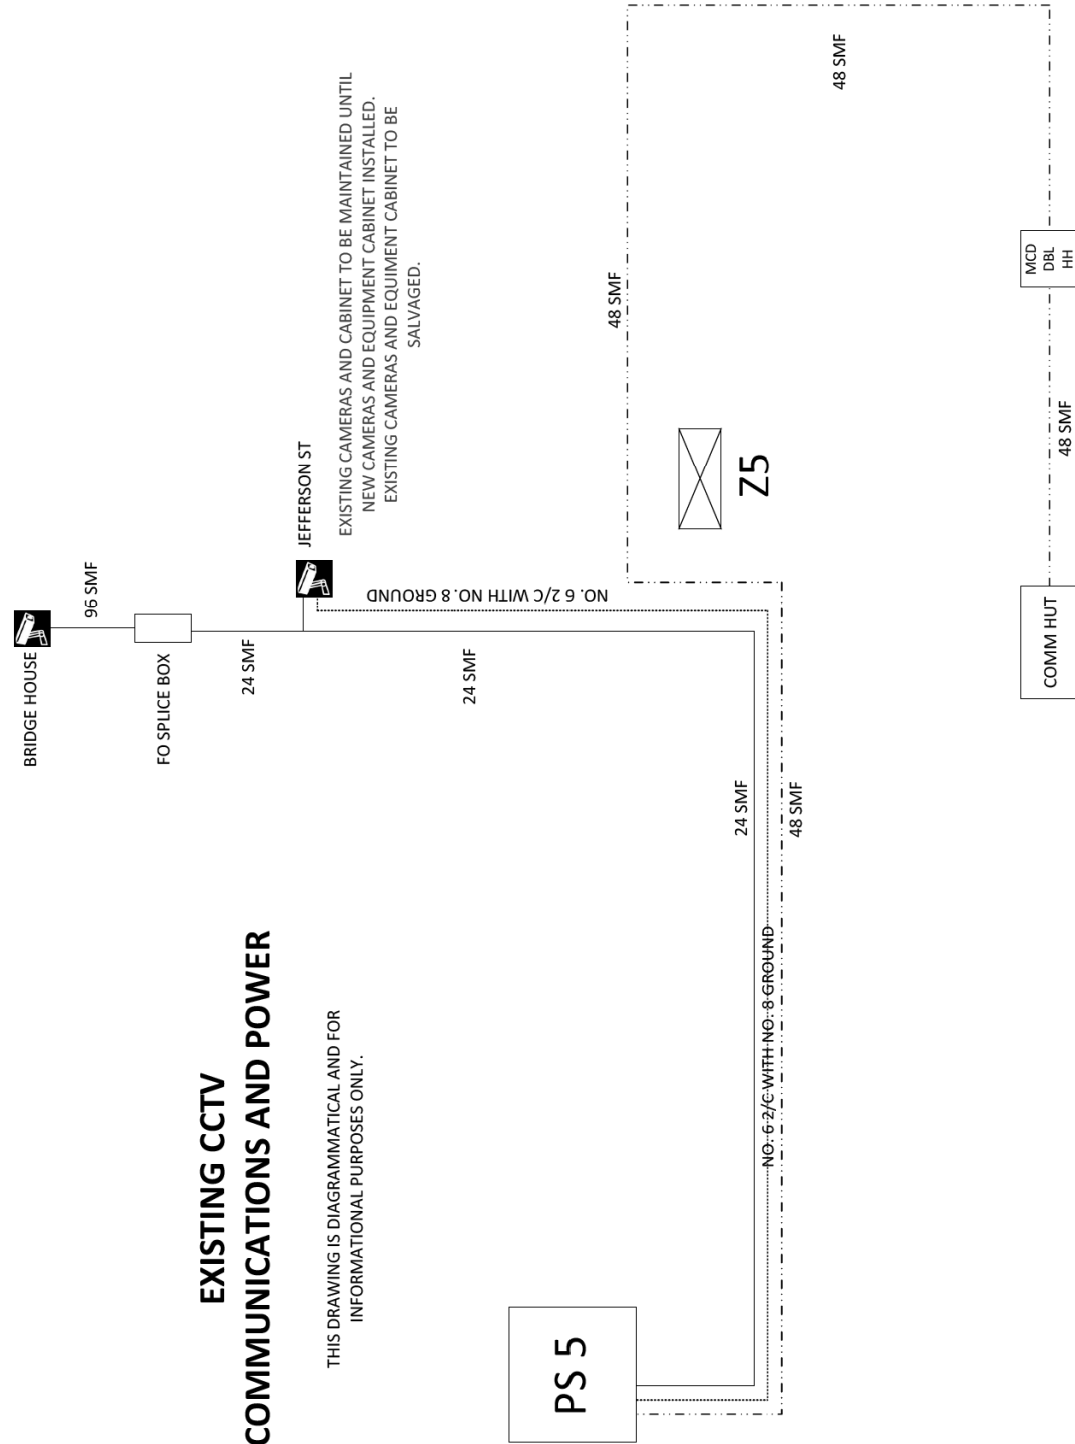 EXISTING CCTV
COMMUNICATIONS AND POWER
THIS DRAWING IS DIAGRAMMATICAL AND FOR
INFORMATIONAL PURPOSES ONLY.
BRIDGE HOUSE
96 SMF
FO SPLICE BOX
24 SMF
JEFFERSON ST
EXISTING CAMERAS AND CABINET TO BE MAINTAINED UNTIL
NEW CAMERAS AND EQUIPMENT CABINET INSTALLED.
EXISTING CAMERAS AND EQUIMENT CABINET TO BE
SALVAGED.
NO. 6 2/C WITH NO. 8 GROUND
24 SMF
PS 5
24 SMF
NO. 6 2/C WITH NO. 8 GROUND
48 SMF
48 SMF
Z5
48 SMF
COMM HUT
48 SMF
MCD
DBL
HH